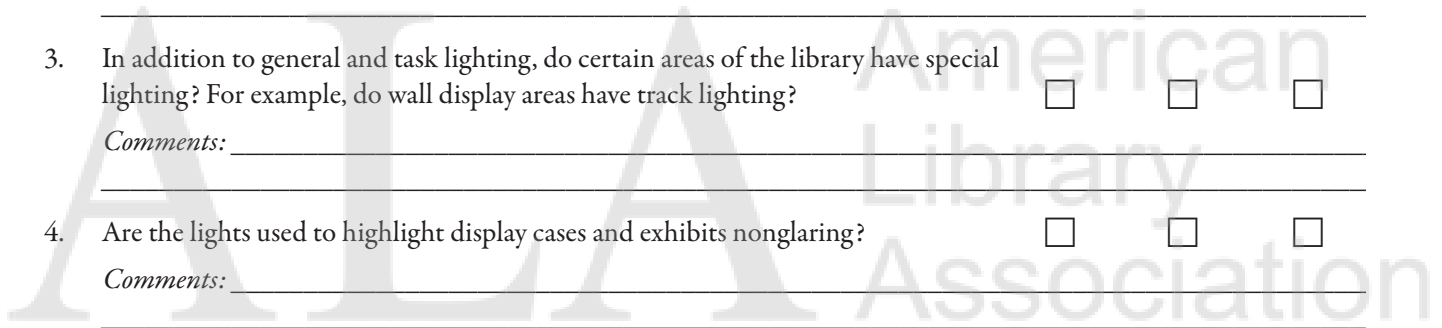 3. In addition to general and task lighting, do certain areas of the library have special
lighting? For example, do wall display areas have track lighting? ☐ ☐ ☐
Comments:
4. Are the lights used to highlight display cases and exhibits nonglaring? ☐ ☐ ☐
Comments:
ALA American
Library
Association